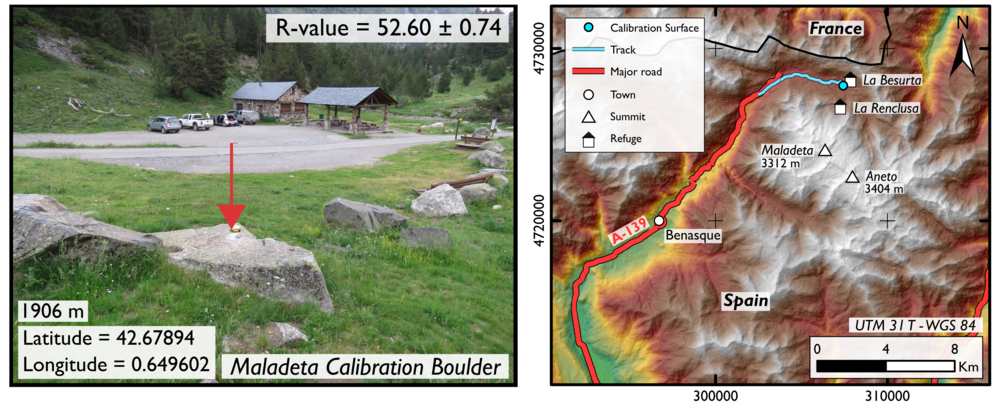 R-value = 52.60 ± 0.74
1906 m
Latitude = 42.67894
Longitude = 0.649602
Maladeta Calibration Boulder
4730000
4720000
Calibration Surface
Track
Major road
Town
Summit
Refuge
France
N
La Besurta
La Renclusa
Maladeta
3312 m
Aneto
3404 m
A-139
Benasque
Spain
UTM 31 T - WGS 84
0 4 8
Km
300000 310000